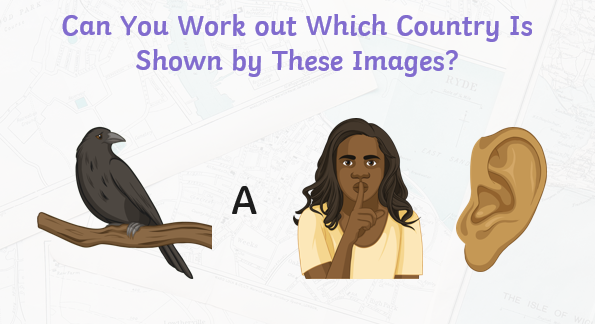 Can You Work out Which Country Is
Shown by These Images?
A